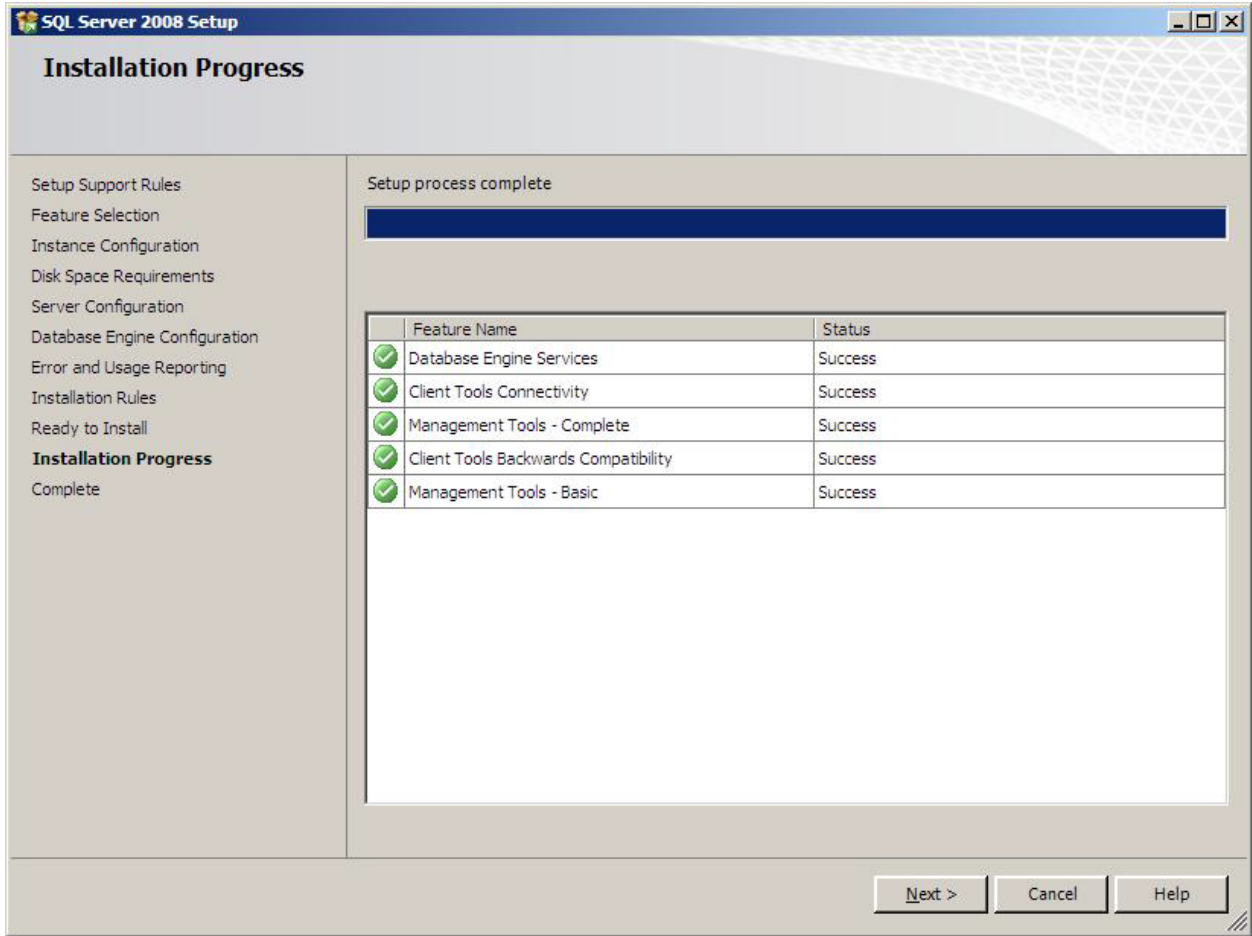 SQL Server 2008 Setup
Installation Progress
Setup Support Rules
Feature Selection
Instance Configuration
Disk Space Requirements
Server Configuration
Database Engine Configuration
Error and Usage Reporting
Installation Rules
Ready to Install
Installation Progress
Complete
Setup process complete
Feature Name Status
Database Engine Services Success
Client Tools Connectivity Success
Management Tools - Complete Success
Client Tools Backwards Compatibility Success
Management Tools - Basic Success
Next > Cancel Help